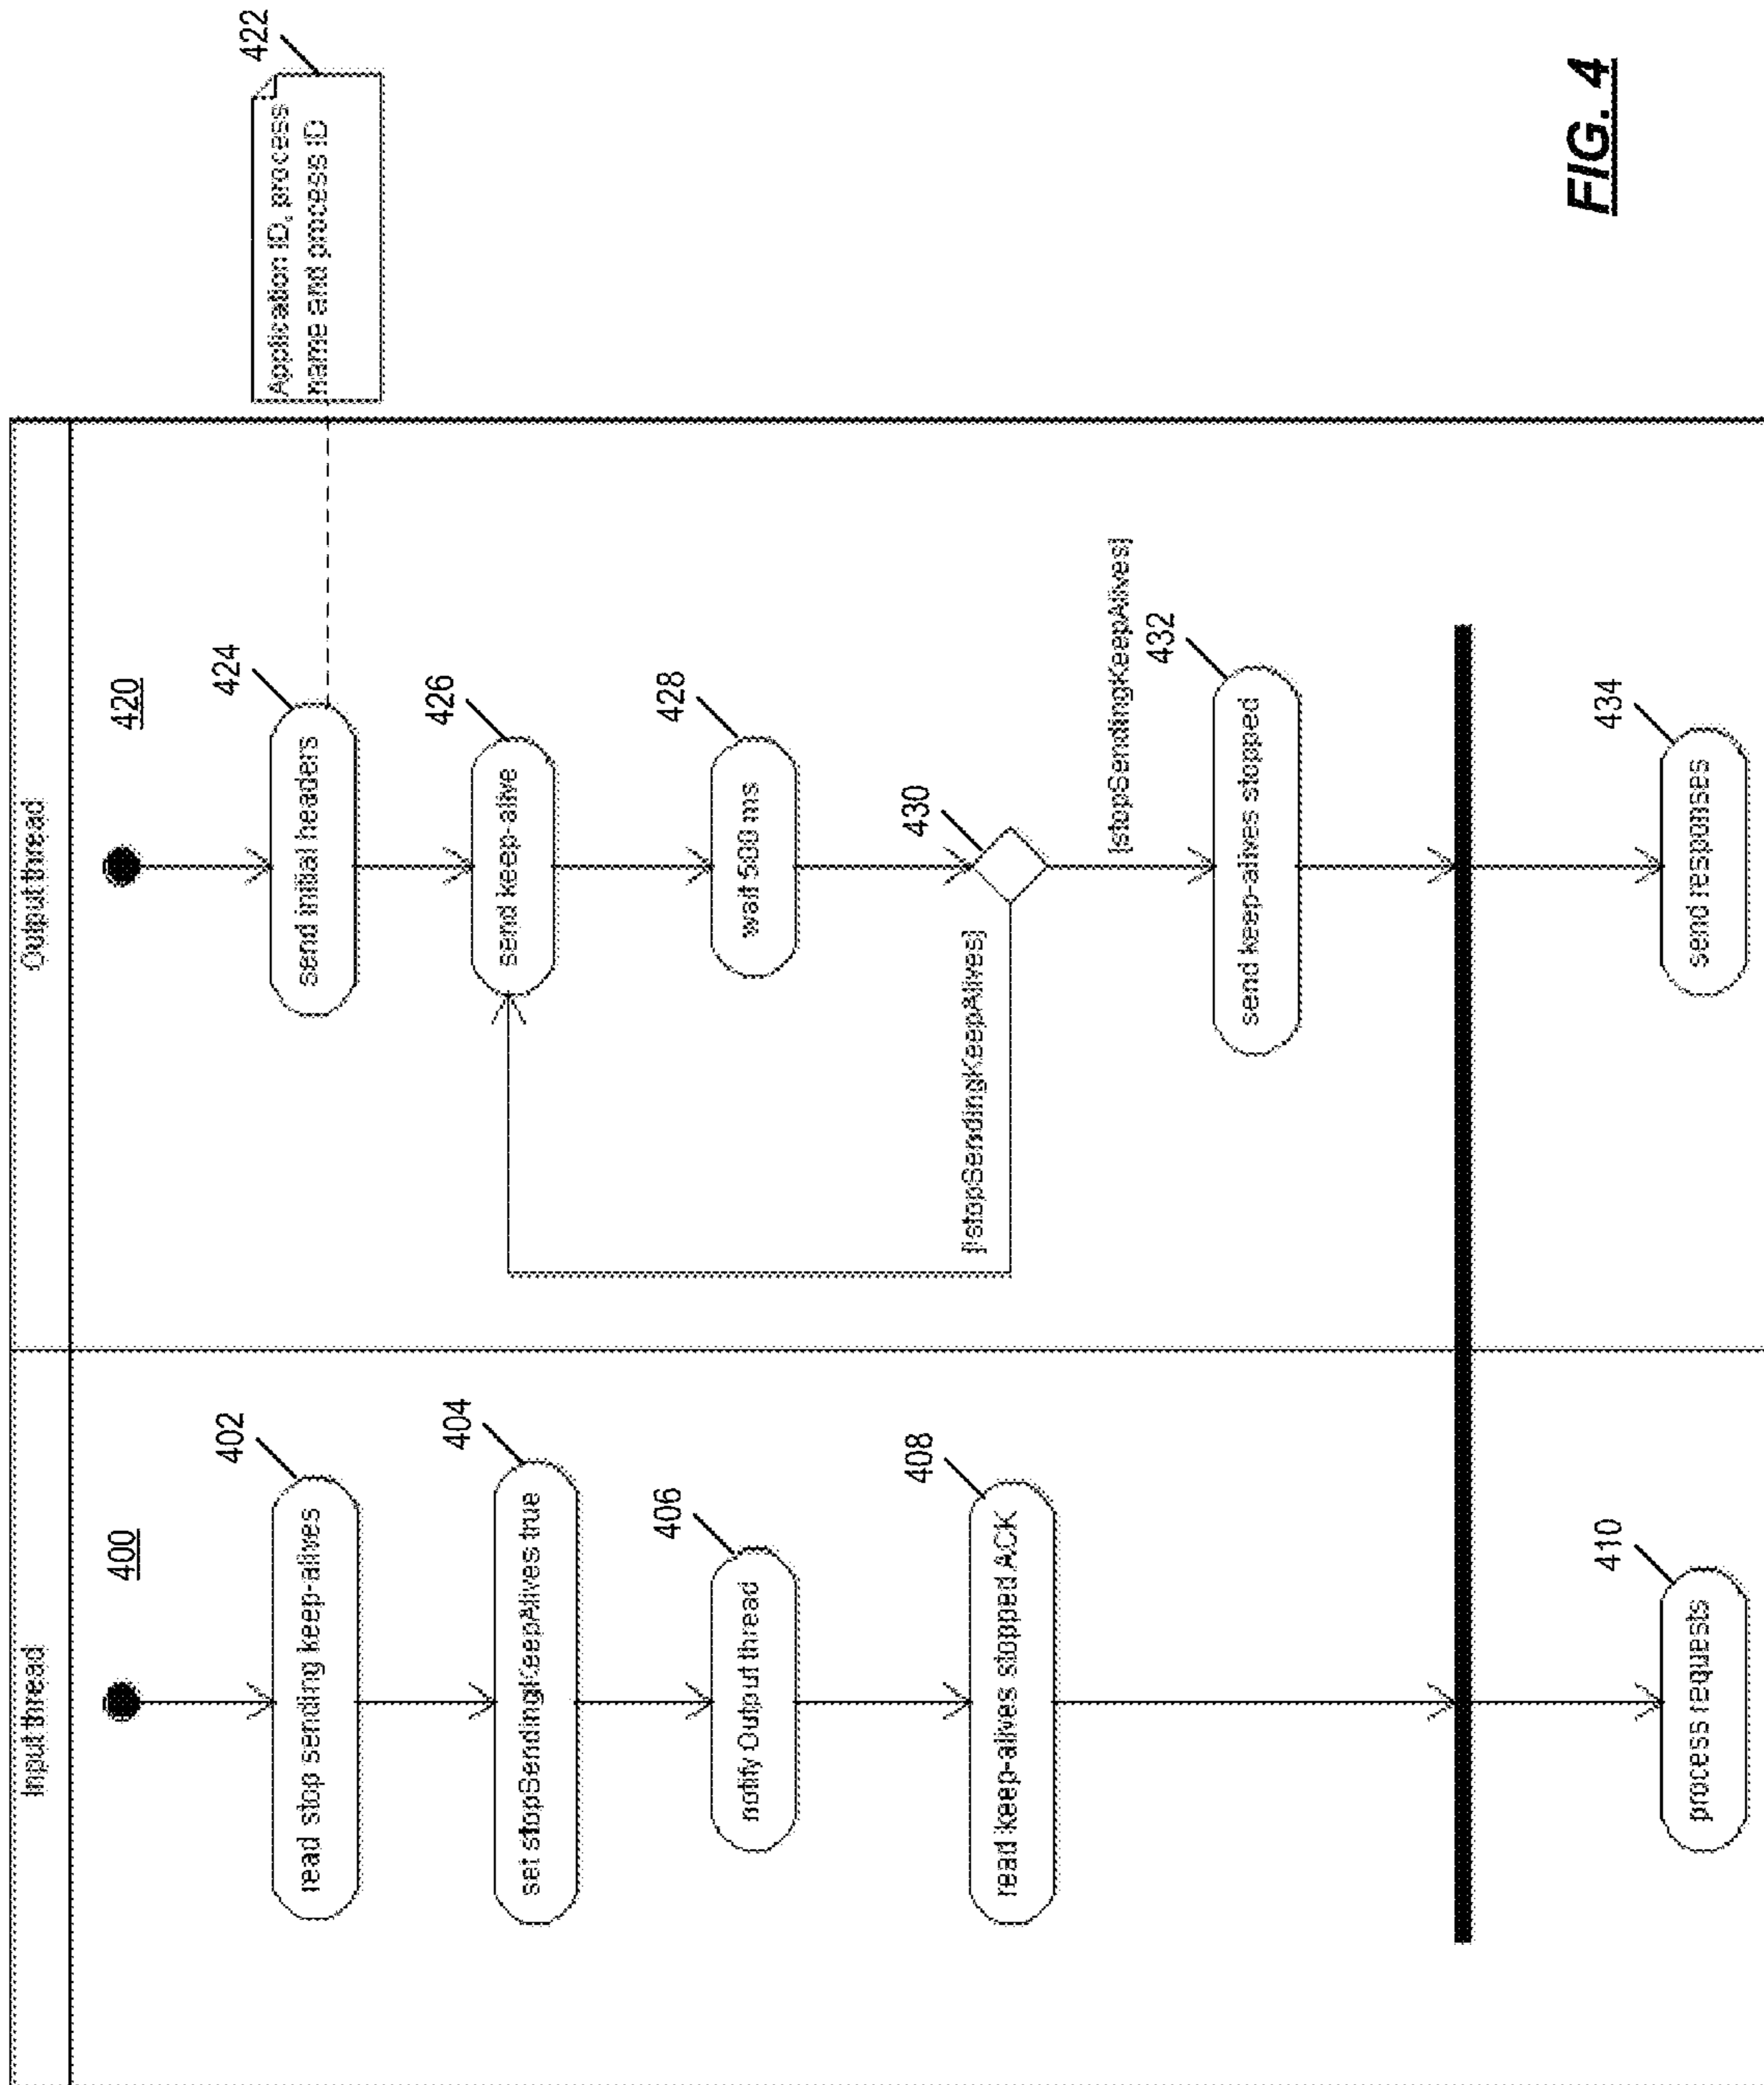 Input thread
400
402
read stop sending keep-alives
404
set stopSendingKeepAlives true
406
notify Output thread
408
read keep-alives stopped ACK
410
process requests
Output thread
420
422
Application ID, process
name and process ID
424
send initial headers
426
send keep-alive
428
wait 500 ms
430
[!stopSendingKeepAlives]
[stopSendingKeepAlives]
432
send keep-alives stopped
434
send responses
FIG. 4